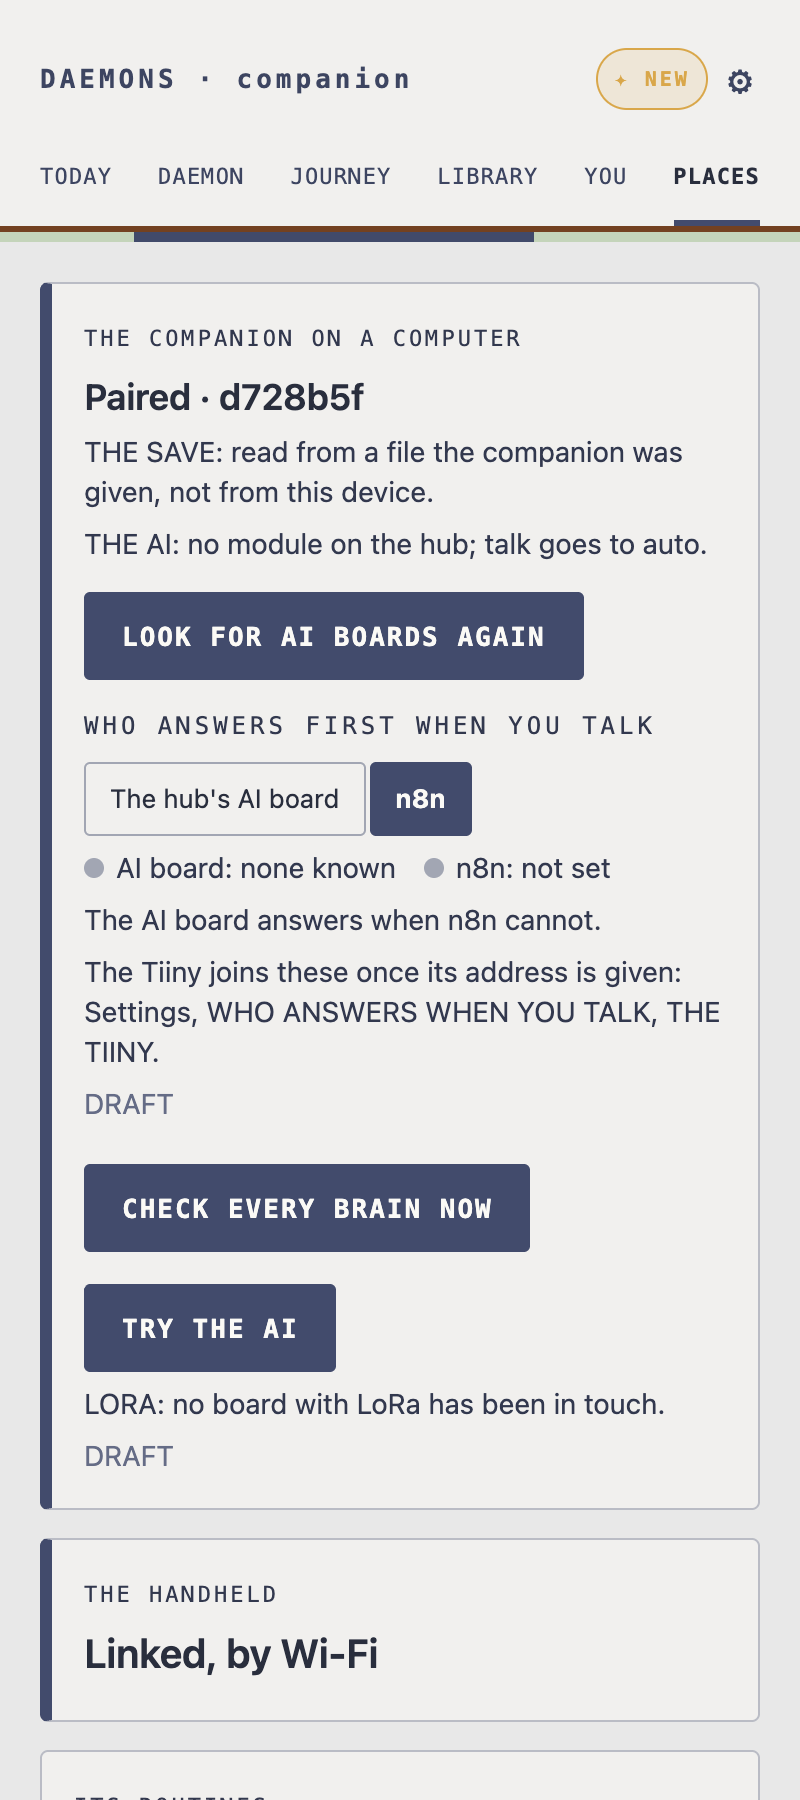 DAEMONS · companion
✦ NEW ⚙
TODAY DAEMON JOURNEY LIBRARY YOU PLACES
THE COMPANION ON A COMPUTER
Paired · d728b5f
THE SAVE: read from a file the companion was
given, not from this device.
THE AI: no module on the hub; talk goes to auto.
LOOK FOR AI BOARDS AGAIN
WHO ANSWERS FIRST WHEN YOU TALK
The hub's AI board n8n
AI board: none known n8n: not set
The AI board answers when n8n cannot.
The Tiiny joins these once its address is given:
Settings, WHO ANSWERS WHEN YOU TALK, THE
TIINY.
DRAFT
CHECK EVERY BRAIN NOW
TRY THE AI
LORA: no board with LoRa has been in touch.
DRAFT
THE HANDHELD
Linked, by Wi-Fi
ITS ROUTINES